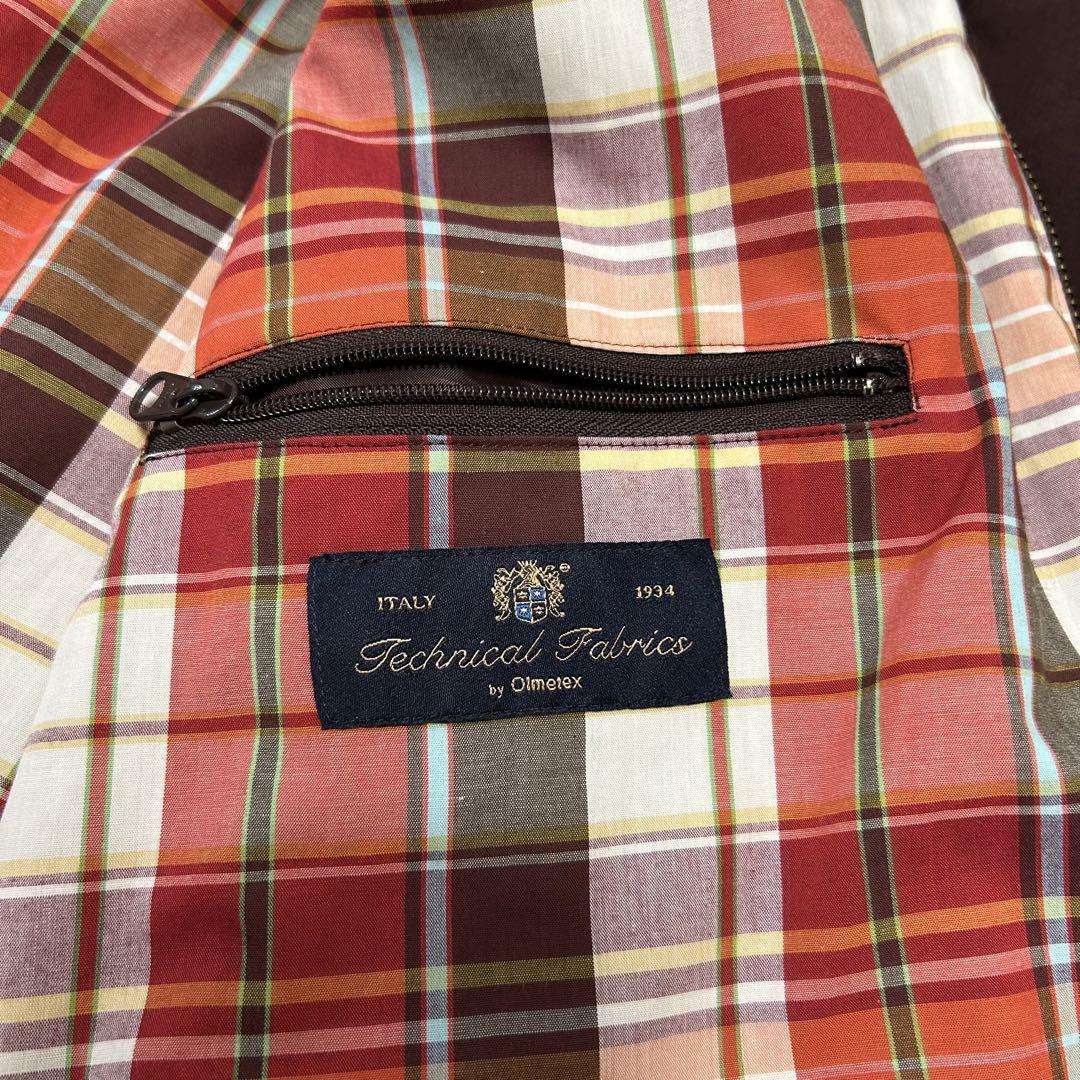 ITALY 1934
Technical Fabrics
by Olmetex